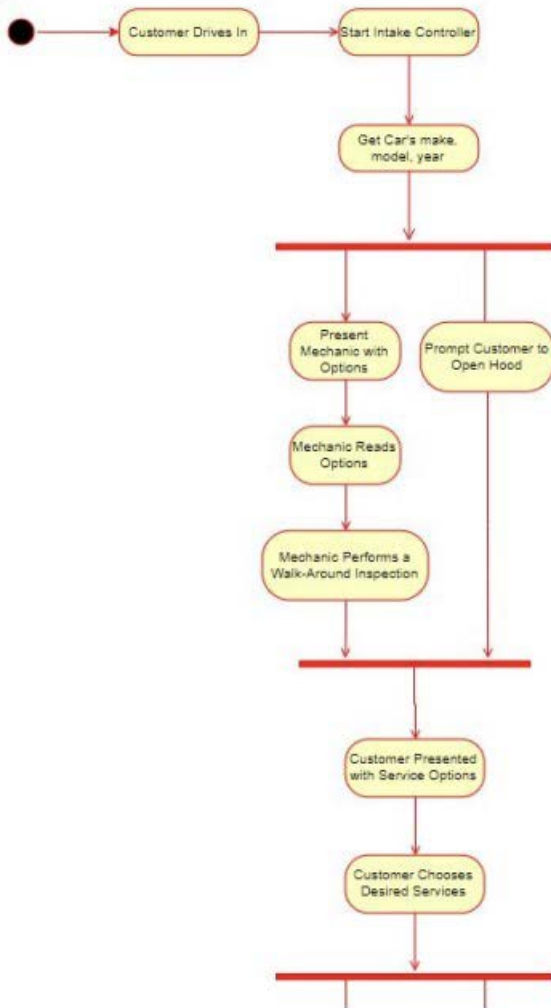 Customer Drives In
Start Intake Controller
Get Car's make,
model, year
Present
Mechanic with
Options
Prompt Customer to
Open Hood
Mechanic Reads
Options
Mechanic Performs a
Walk-Around Inspection
Customer Presented
with Service Options
Customer Chooses
Desired Services